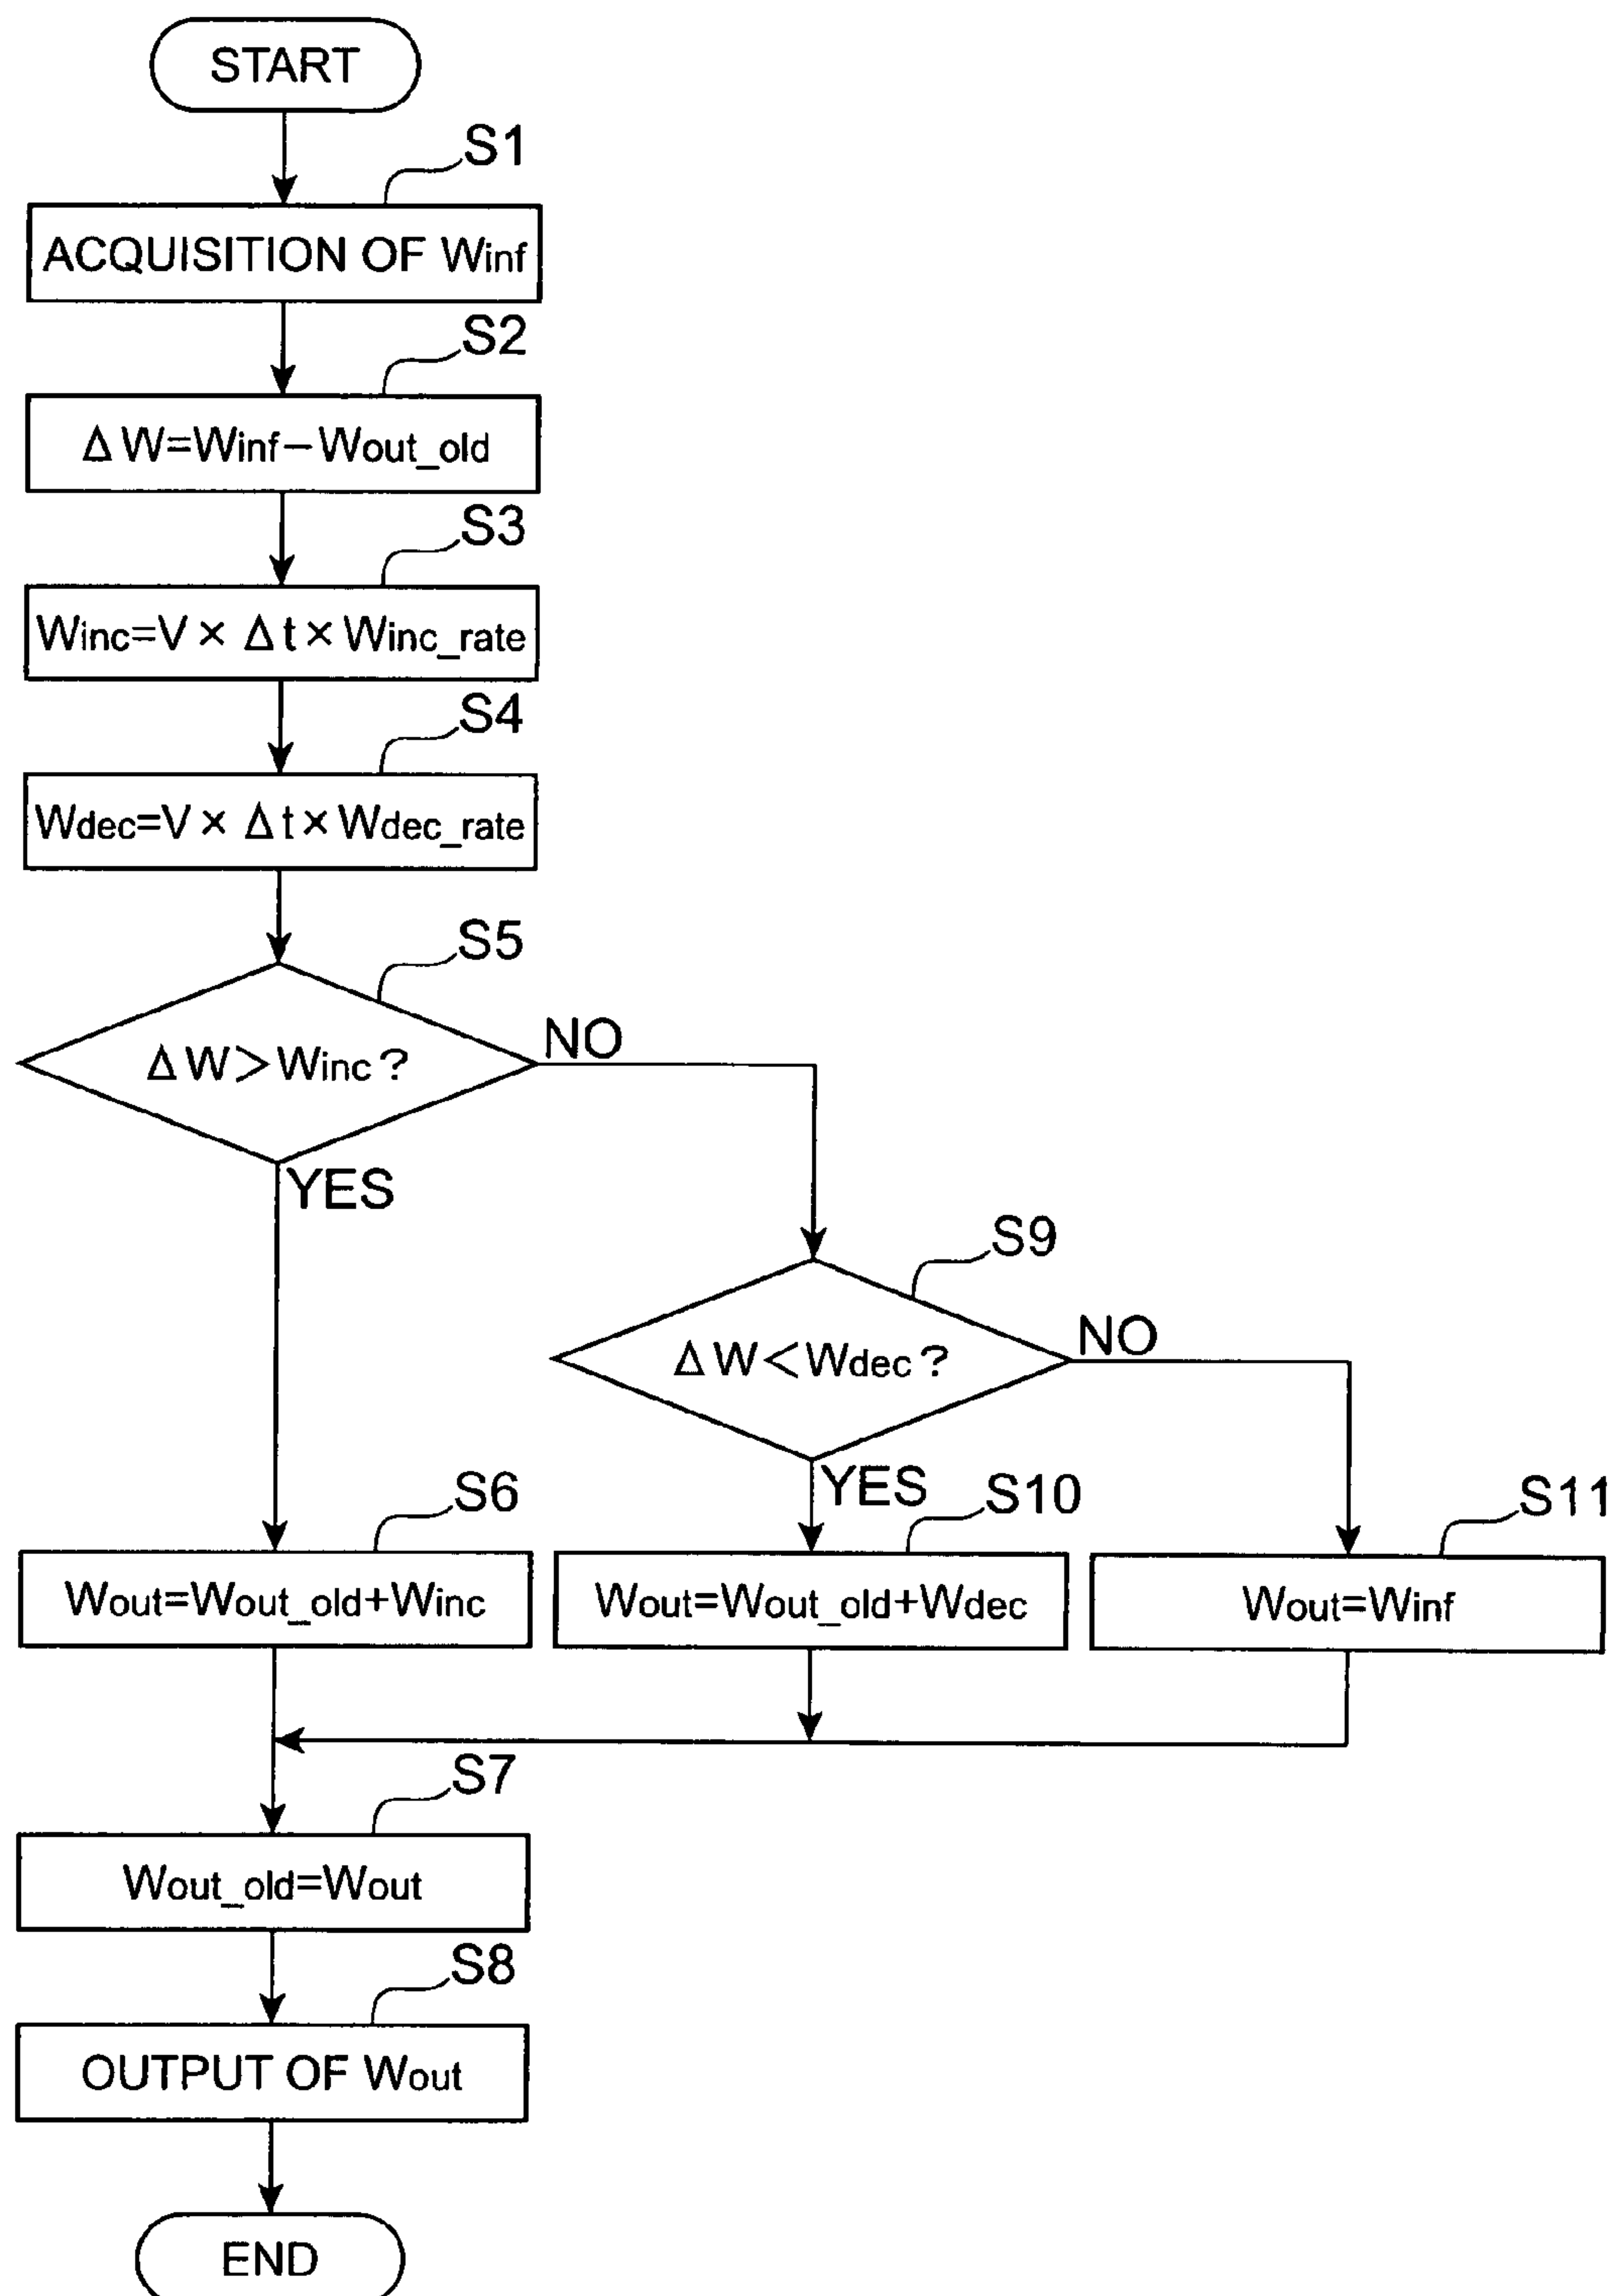 START
S1
ACQUISITION OF Winf
S2
ΔW=Winf−Wout_old
S3
Winc=V×Δt×Winc_rate
S4
Wdec=V×Δt×Wdec_rate
S5
ΔW>Winc?
NO
YES
S9
ΔW<Wdec?
NO
YES
S6
S10
S11
Wout=Wout_old+Winc
Wout=Wout_old+Wdec
Wout=Winf
S7
Wout_old=Wout
S8
OUTPUT OF Wout
END